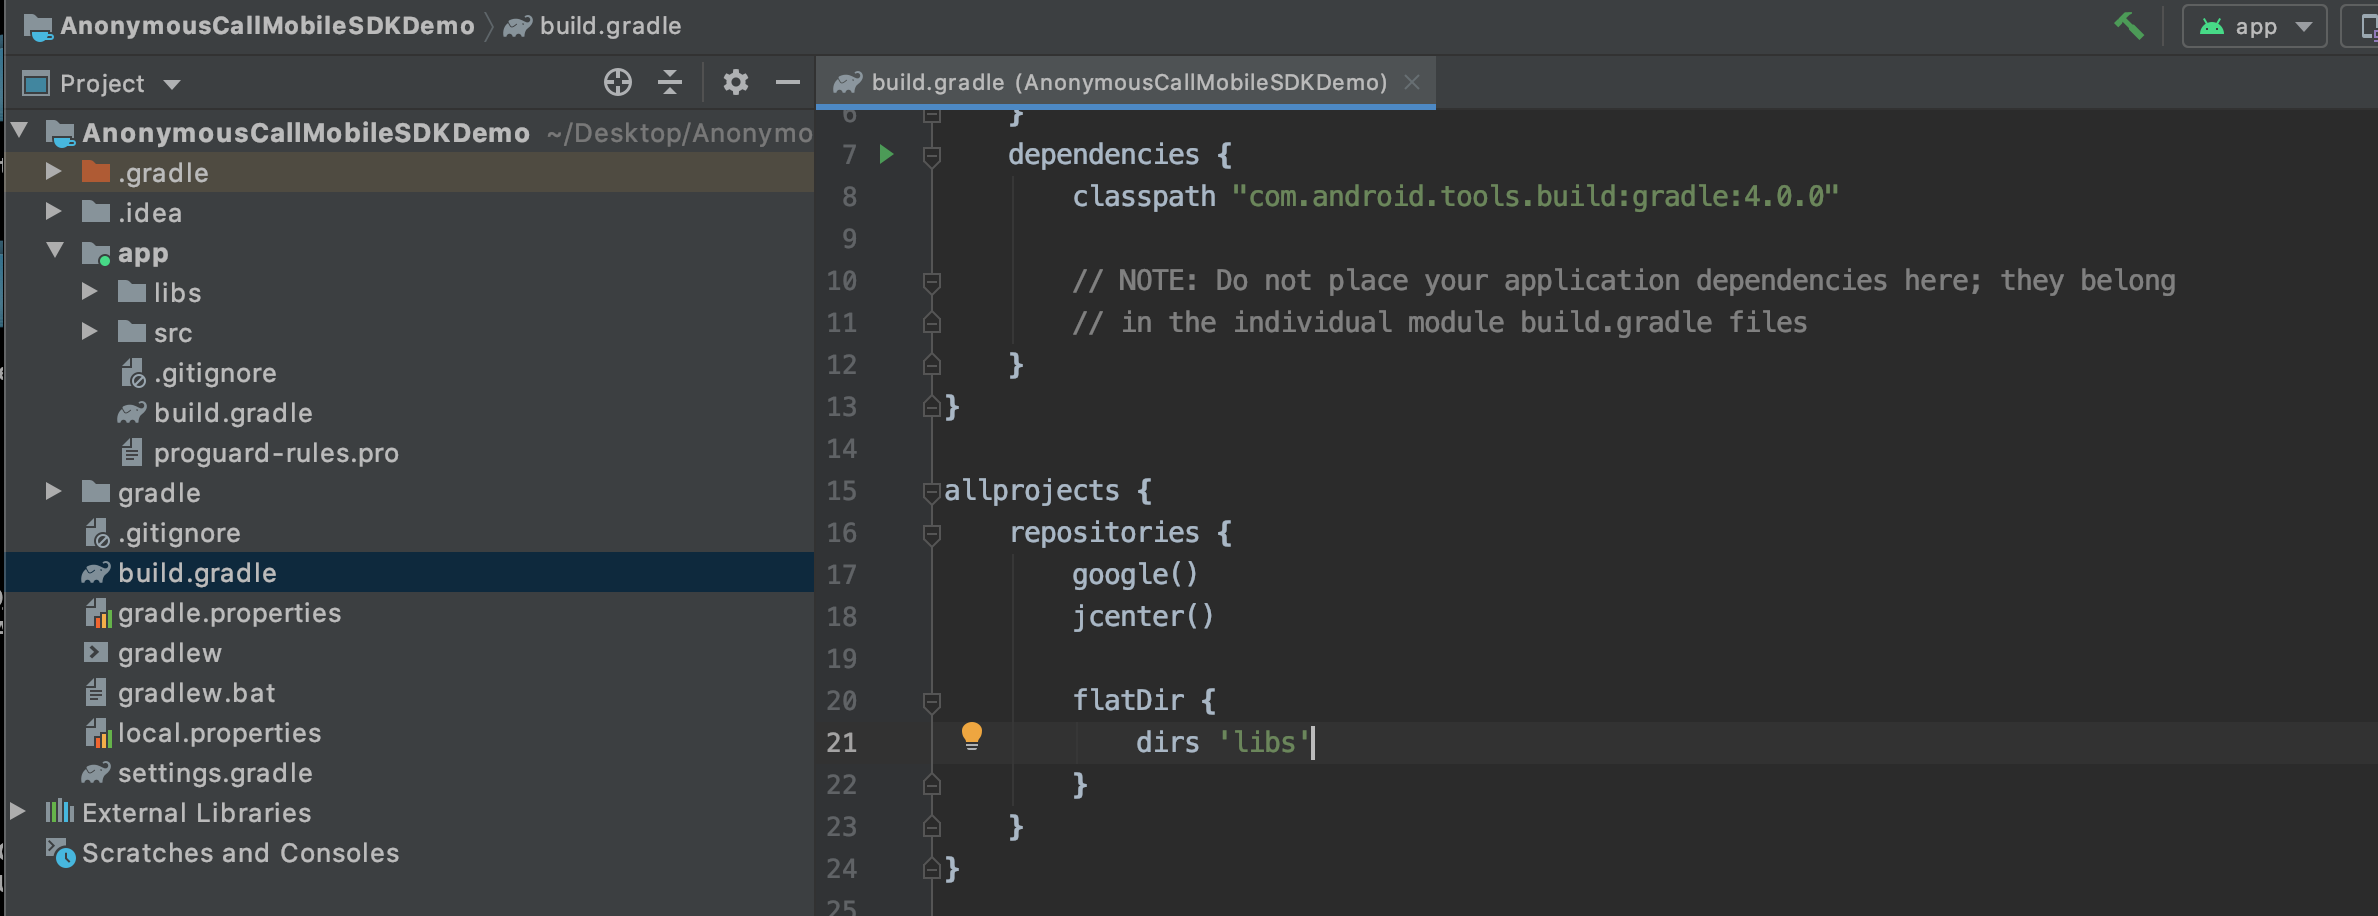 AnonymousCallMobileSDKDemo build.gradle
app
Project
build.gradle (AnonymousCallMobileSDKDemo)
AnonymousCallMobileSDKDemo ~/Desktop/Anonymo
.gradle
.idea
app
libs
src
.gitignore
build.gradle
proguard-rules.pro
gradle
.gitignore
build.gradle
gradle.properties
gradlew
gradlew.bat
local.properties
settings.gradle
External Libraries
Scratches and Consoles
6 }
7 dependencies {
8 classpath "com.android.tools.build:gradle:4.0.0"
9
10 // NOTE: Do not place your application dependencies here; they belong
11 // in the individual module build.gradle files
12 }
13 }
14
15 allprojects {
16 repositories {
17 google()
18 jcenter()
19
20 flatDir {
21 dirs 'libs'
22 }
23 }
24 }
25